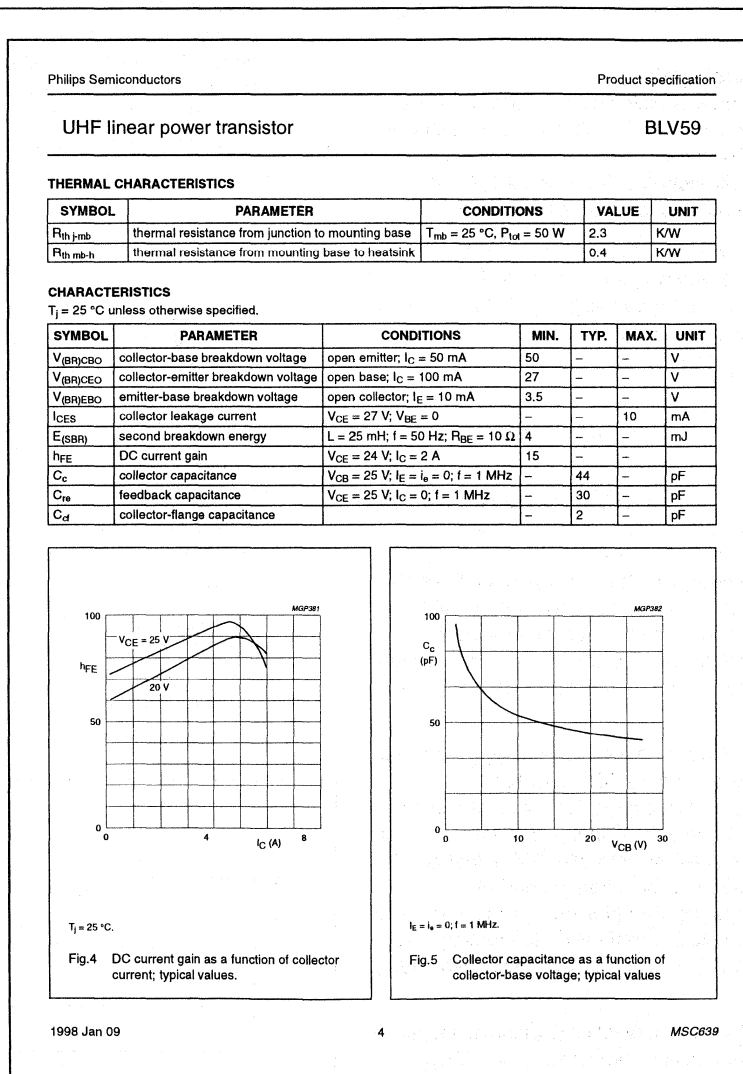 Philips Semiconductors Product specification
UHF linear power transistor BLV59
THERMAL CHARACTERISTICS
SYMBOL PARAMETER CONDITIONS VALUE UNIT
Rth j-mb thermal resistance from junction to mounting base Tmb = 25 °C, Ptot = 50 W 2.3 K/W
Rth mb-h thermal resistance from mounting base to heatsink 0.4 K/W
CHARACTERISTICS
Tj = 25 °C unless otherwise specified.
SYMBOL PARAMETER CONDITIONS MIN. TYP. MAX. UNIT
V(BR)CBO collector-base breakdown voltage open emitter; IC = 50 mA 50 – – V
V(BR)CEO collector-emitter breakdown voltage open base; IC = 100 mA 27 – – V
V(BR)EBO emitter-base breakdown voltage open collector; IE = 10 mA 3.5 – – V
ICES collector leakage current VCE = 27 V; VBE = 0 – – 10 mA
E(SBR) second breakdown energy L = 25 mH; f = 50 Hz; RBE = 10 Ω 4 – – mJ
hFE DC current gain VCE = 24 V; IC = 2 A 15 – –
Cc collector capacitance VCB = 25 V; IE = ie = 0; f = 1 MHz – 44 – pF
Cre feedback capacitance VCE = 25 V; IC = 0; f = 1 MHz – 30 – pF
Ccf collector-flange capacitance – 2 – pF
MGP381
100
VCE = 25 V
hFE
20 V
50
0
0 4 IC (A) 8
Tj = 25 °C.
Fig.4 DC current gain as a function of collector
current; typical values.
MGP382
100
Cc
(pF)
50
0
0 10 20 VCB (V) 30
IE = ie = 0; f = 1 MHz.
Fig.5 Collector capacitance as a function of
collector-base voltage; typical values
1998 Jan 09 4 MSC639